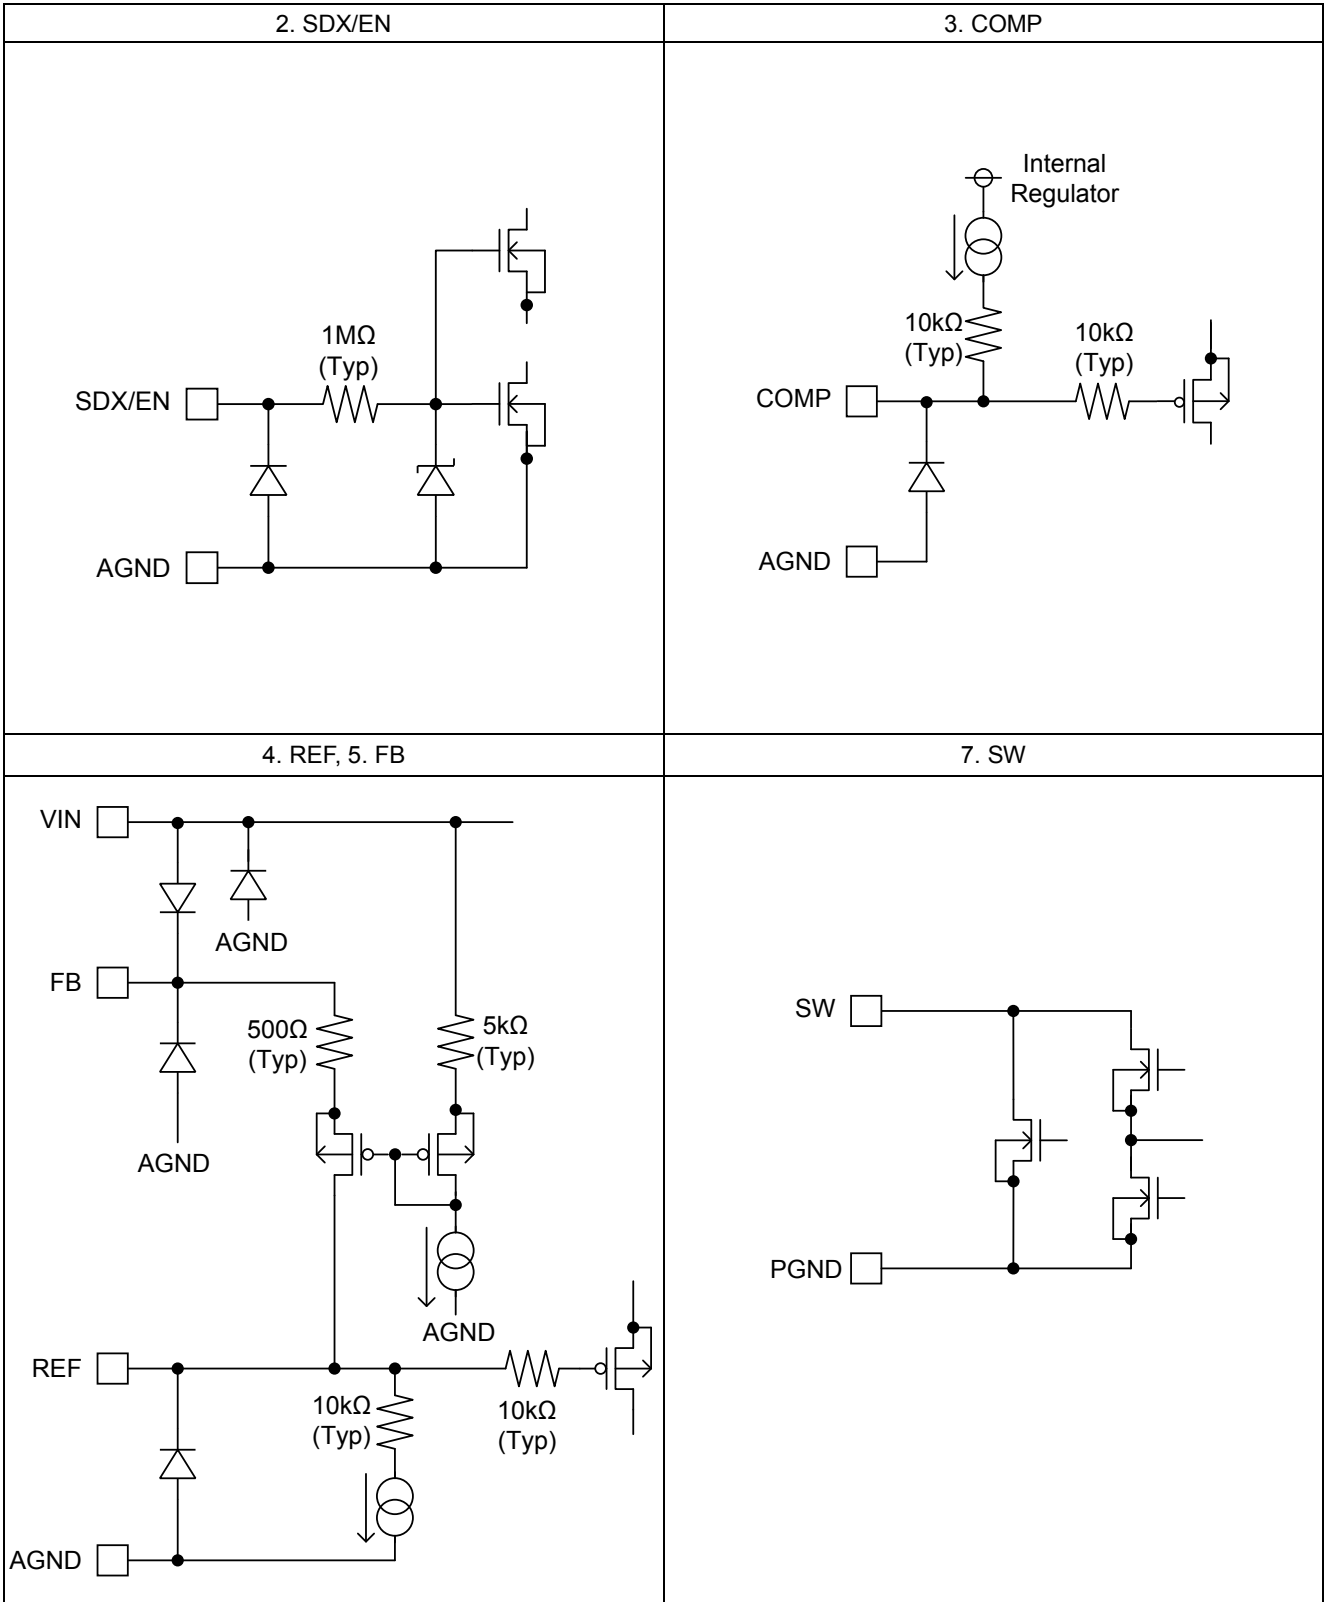 2. SDX/EN
3. COMP
1MΩ
(Typ)
SDX/EN
AGND
Internal
Regulator
10kΩ
(Typ)
10kΩ
(Typ)
COMP
AGND
4. REF, 5. FB
7. SW
VIN
AGND
FB
500Ω
(Typ)
5kΩ
(Typ)
AGND
AGND
REF
10kΩ
(Typ)
10kΩ
(Typ)
AGND
SW
PGND